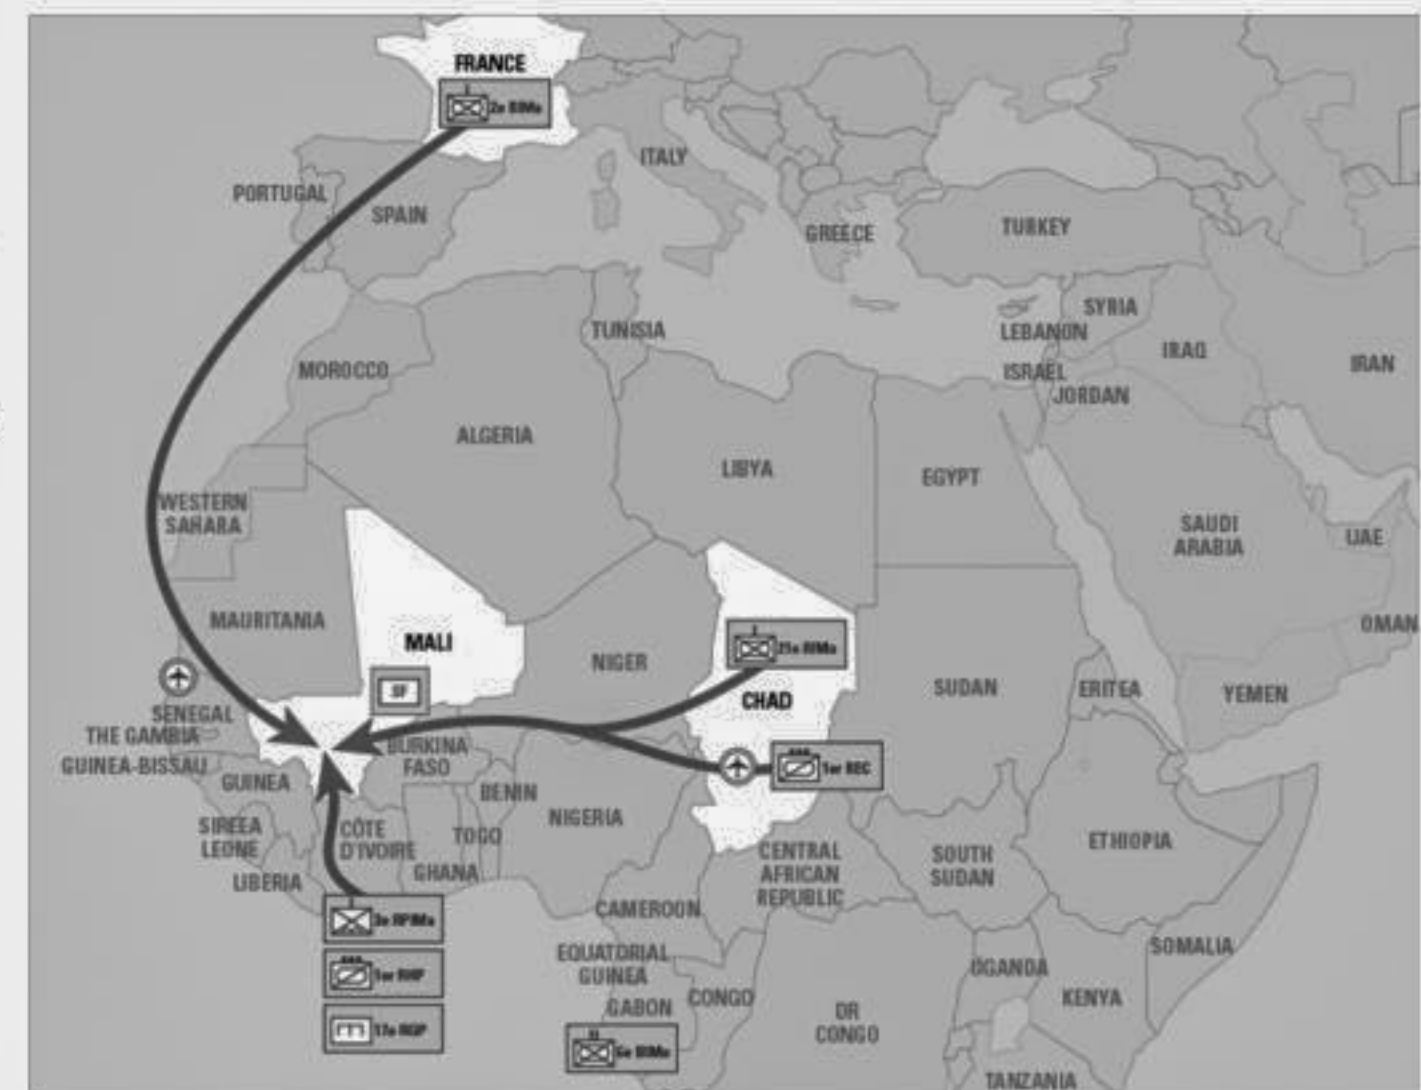 FRANCE
2e RIMa
ITALY
PORTUGAL
SPAIN
GREECE
TURKEY
SYRIA
TUNISIA
LEBANON
IRAQ
IRAN
MOROCCO
ISRAEL
JORDAN
ALGERIA
LIBYA
EGYPT
WESTERN
SAHARA
SAUDI
ARABIA
UAE
MAURITANIA
MALI
OMAN
21e RIMa
NIGER
SF
CHAD
SUDAN
ERITEA
YEMEN
SENEGAL
THE GAMBIA
BURKINA
FASO
GUINEA-BISSAU
GUINEA
1er REC
BENIN
NIGERIA
SIREEA
LEONE
CÔTE
D'IVOIRE
TOGO
GHANA
LIBERIA
CENTRAL
AFRICAN
REPUBLIC
SOUTH
SUDAN
ETHIOPIA
3e RPIMa
CAMEROON
EQUATORIAL
GUINEA
SOMALIA
1er RHP
UGANDA
GABON
CONGO
KENYA
DR
CONGO
17e RGP
6e BIMa
TANZANIA